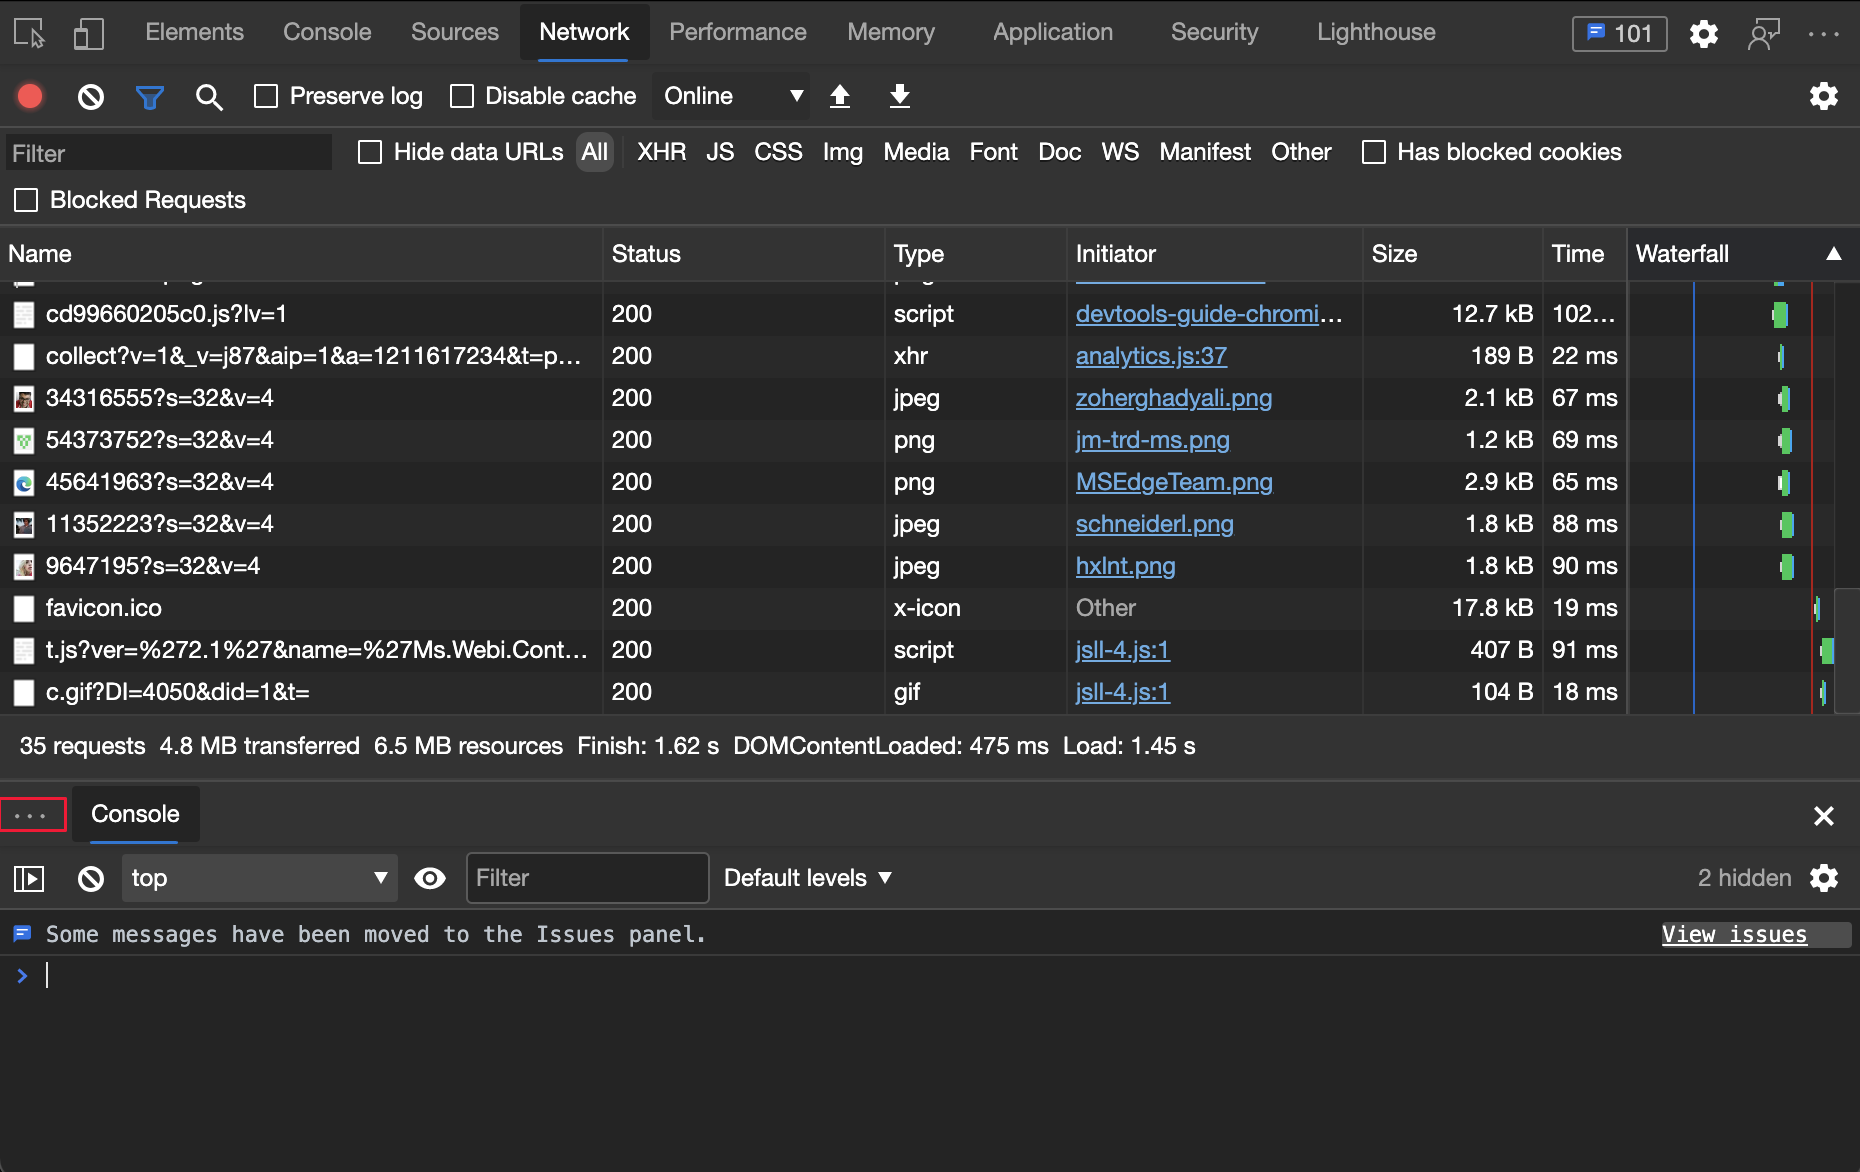 Elements Console Sources Network Performance Memory Application Security Lighthouse 101
Preserve log Disable cache Online
Filter Hide data URLs All XHR JS CSS Img Media Font Doc WS Manifest Other Has blocked cookies
Blocked Requests
Name Status Type Initiator Size Time Waterfall
cd99660205c0.js?lv=1 200 script devtools-guide-chromi... 12.7 kB 102...
collect?v=1&_v=j87&aip=1&a=1211617234&t=p... 200 xhr analytics.js:37 189 B 22 ms
34316555?s=32&v=4 200 jpeg zoherghadyali.png 2.1 kB 67 ms
54373752?s=32&v=4 200 png jm-trd-ms.png 1.2 kB 69 ms
45641963?s=32&v=4 200 png MSEdgeTeam.png 2.9 kB 65 ms
11352223?s=32&v=4 200 jpeg schneiderl.png 1.8 kB 88 ms
9647195?s=32&v=4 200 jpeg hxlnt.png 1.8 kB 90 ms
favicon.ico 200 x-icon Other 17.8 kB 19 ms
t.js?ver=%272.1%27&name=%27Ms.Webi.Cont... 200 script jsll-4.js:1 407 B 91 ms
c.gif?DI=4050&did=1&t= 200 gif jsll-4.js:1 104 B 18 ms
35 requests 4.8 MB transferred 6.5 MB resources Finish: 1.62 s DOMContentLoaded: 475 ms Load: 1.45 s
Console
top Filter Default levels 2 hidden
Some messages have been moved to the Issues panel. View issues